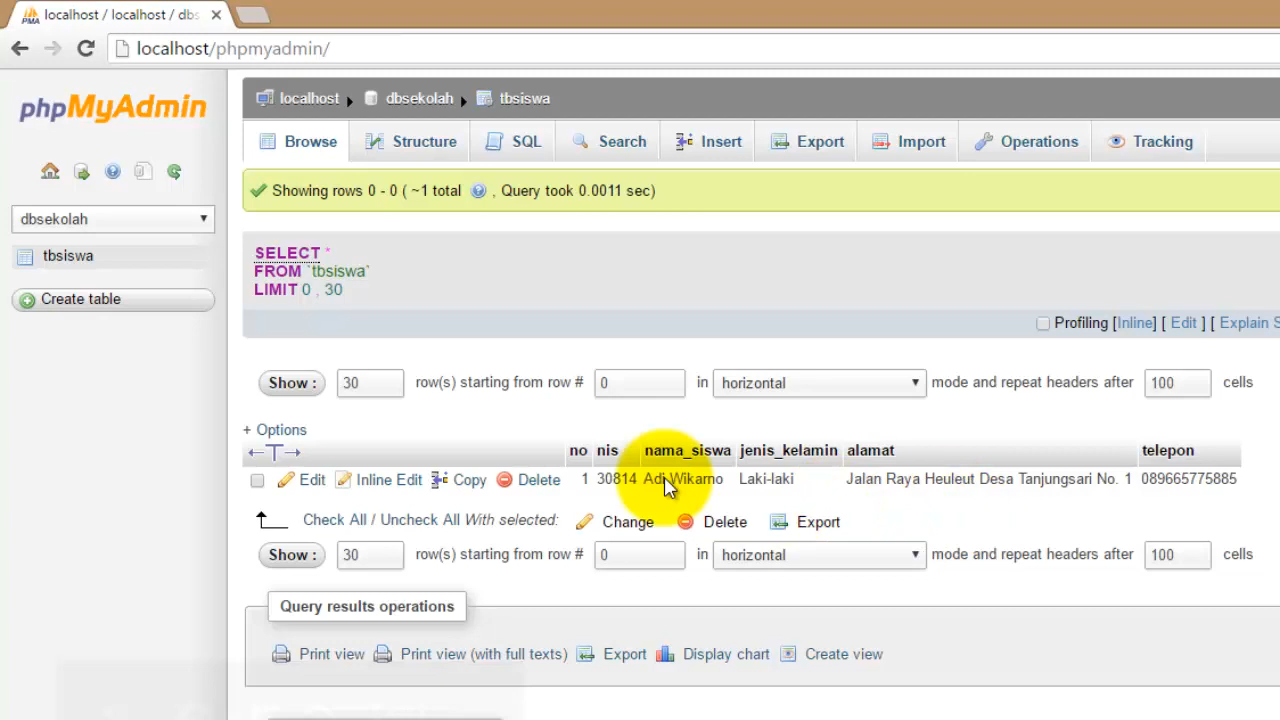 localhost / localhost / dbs
PMA
localhost/phpmyadmin/
phpMyAdmin
localhost dbsekolah tbsiswa
Browse Structure SQL Search Insert Export Import Operations Tracking
dbsekolah
tbsiswa
Create table
Showing rows 0 - 0 ( ~1 total , Query took 0.0011 sec)
SELECT *
FROM `tbsiswa`
LIMIT 0 , 30
Profiling [Inline] [ Edit ] [ Explain S
Show : 30 row(s) starting from row # 0 in horizontal mode and repeat headers after 100 cells
+ Options
←T→ no nis nama_siswa jenis_kelamin alamat telepon
Edit Inline Edit Copy Delete 1 30814 Adi Wikarno Laki-laki Jalan Raya Heuleut Desa Tanjungsari No. 1 089665775885
Check All / Uncheck All With selected: Change Delete Export
Show : 30 row(s) starting from row # 0 in horizontal mode and repeat headers after 100 cells
Query results operations
Print view Print view (with full texts) Export Display chart Create view